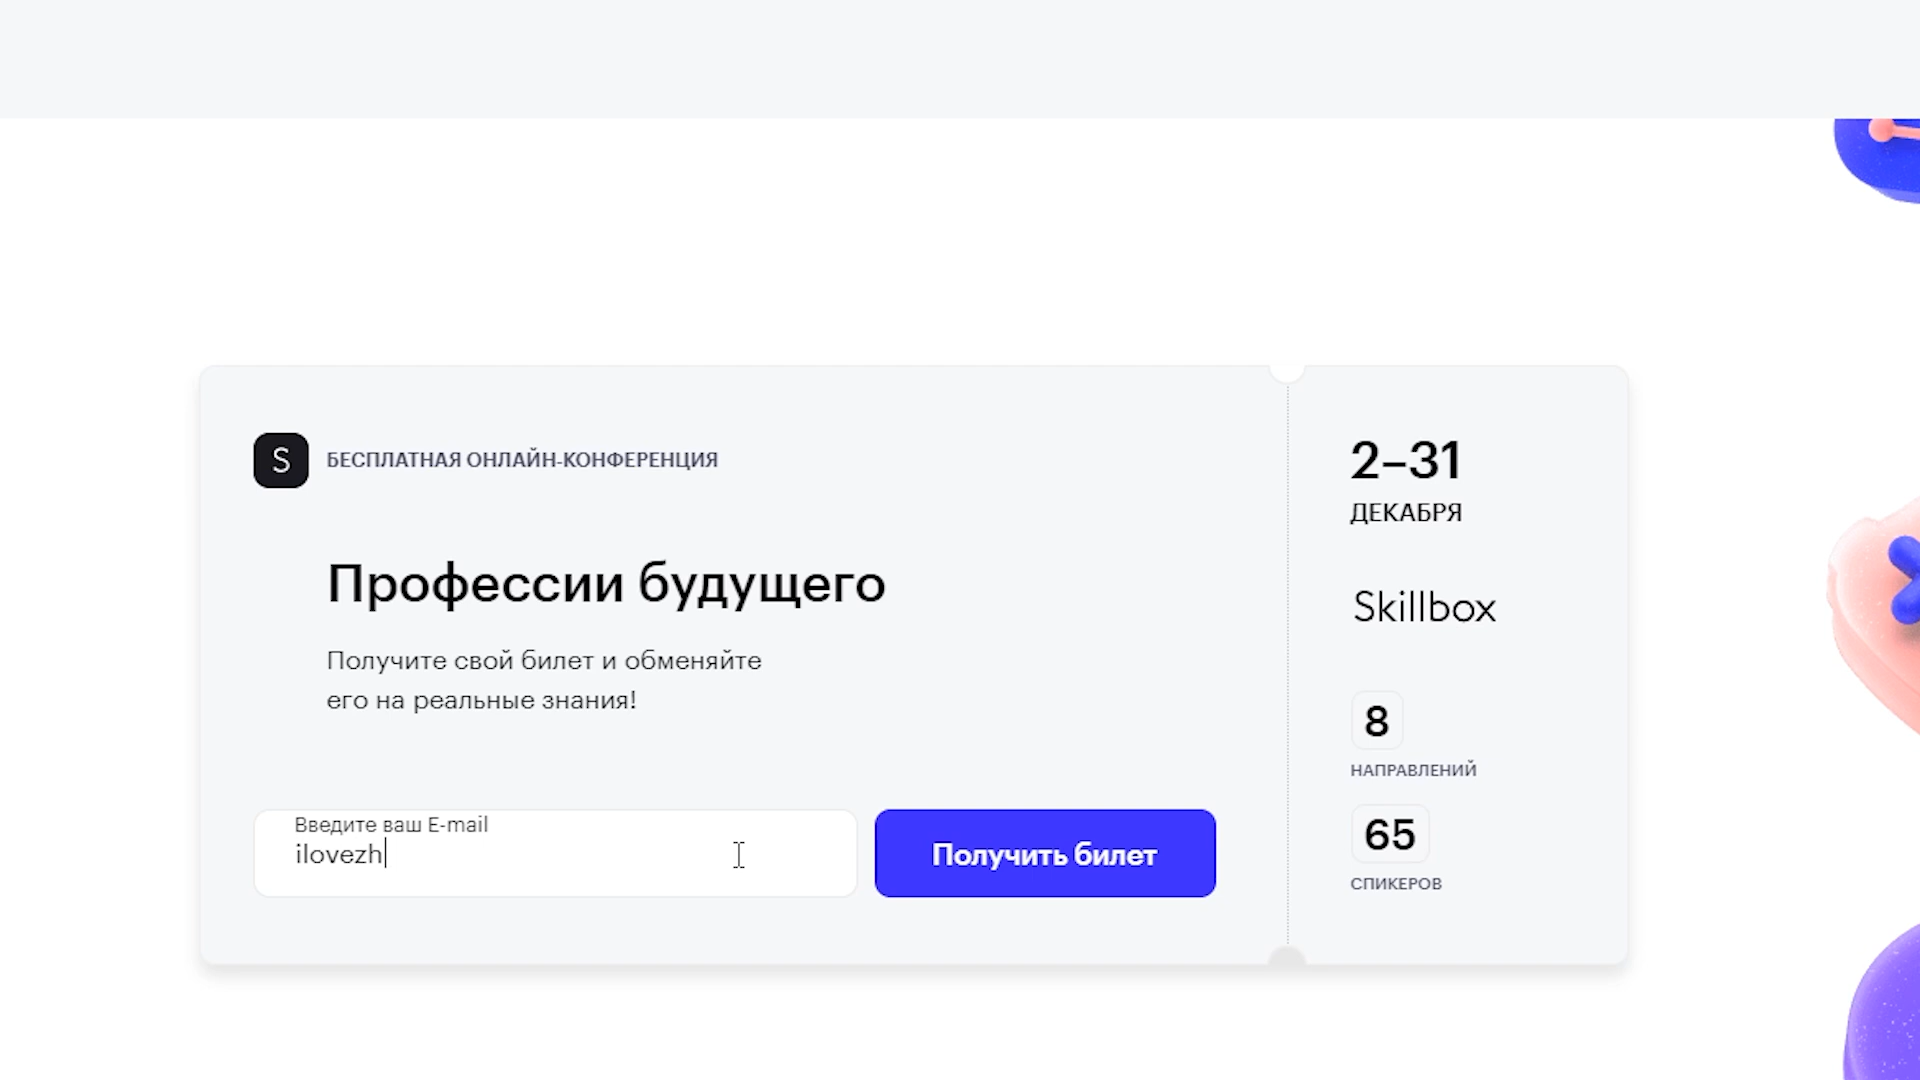 S
БЕСПЛАТНАЯ ОНЛАЙН-КОНФЕРЕНЦИЯ
Профессии будущего
Получите свой билет и обменяйте
его на реальные знания!
Введите ваш E-mail
ilovezh
Получить билет
2–31
ДЕКАБРЯ
Skillbox
8
НАПРАВЛЕНИЙ
65
СПИКЕРОВ